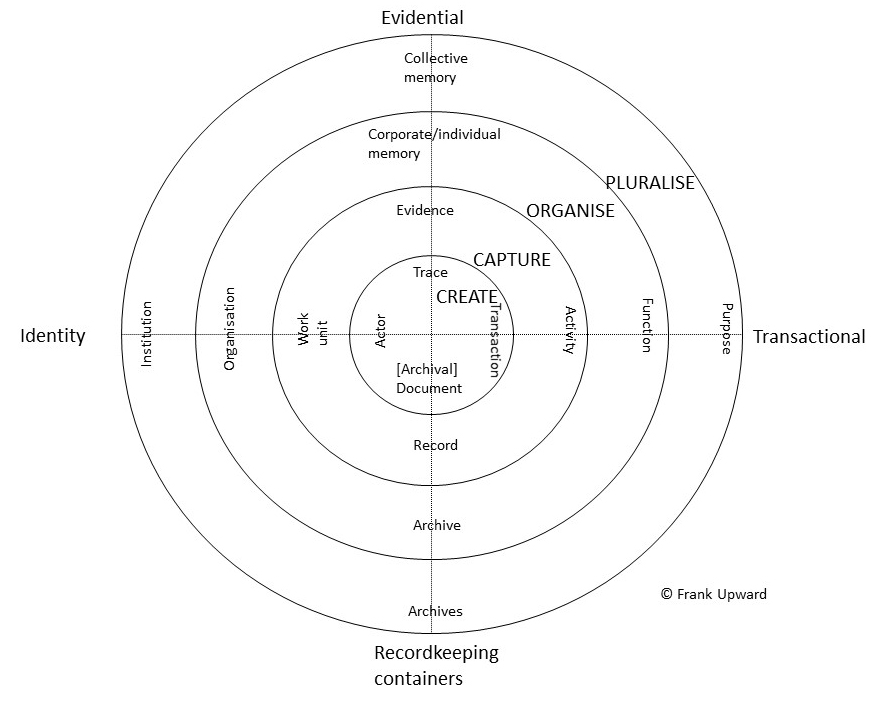 Evidential
Collective
memory
Corporate/individual
memory
PLURALISE
Evidence
ORGANISE
CAPTURE
Trace
CREATE
Identity
Institution
Organisation
Work
unit
Actor
Transaction
Activity
Function
Purpose
Transactional
[Archival]
Document
Record
Archive
© Frank Upward
Archives
Recordkeeping
containers